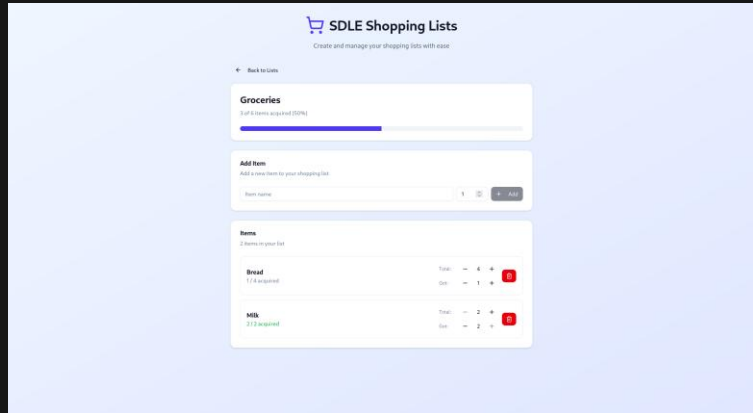 SDLE Shopping Lists
Create and manage your shopping lists with ease
Back to Lists
Groceries
3 of 6 items acquired (50%)
Add Item
Add a new item to your shopping list
Item name 1 + Add
Items
2 items in your list
Bread
1 / 4 acquired
Total: − 4 +
Got: − 1 +
Milk
2 / 2 acquired
Total: − 2 +
Got: − 2 +